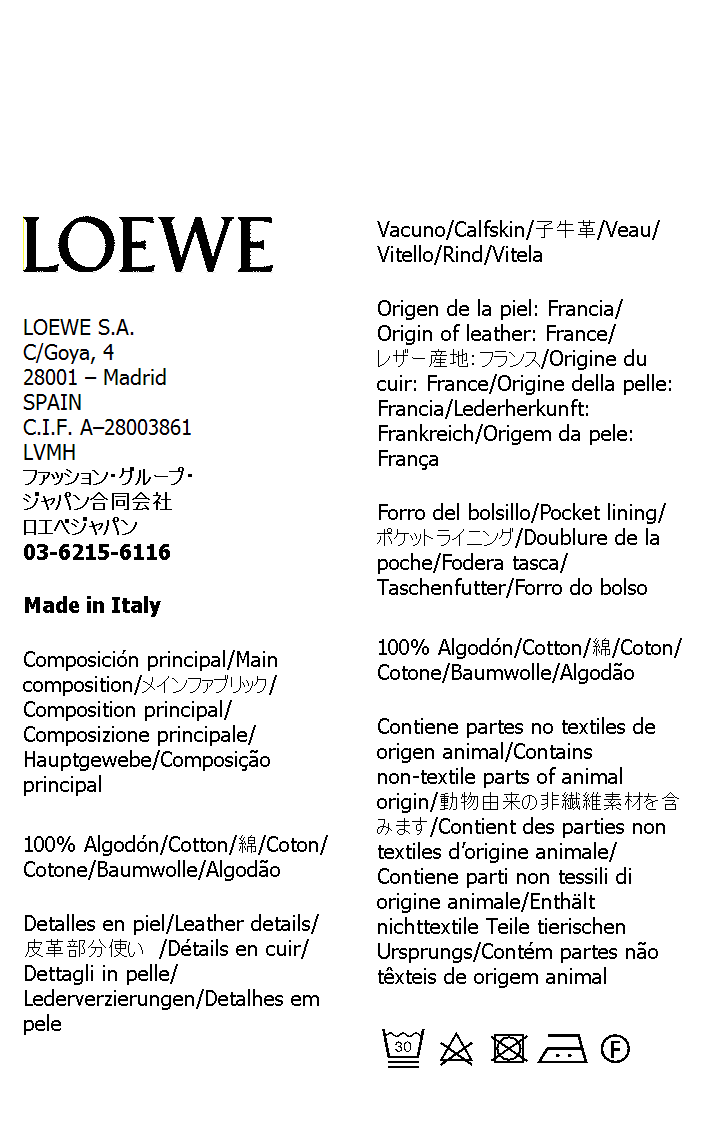 LOEWE
LOEWE S.A.
C/Goya, 4
28001 – Madrid
SPAIN
C.I.F. A–28003861
LVMH
ファッション・グループ・
ジャパン合同会社
ロエベジャパン
03-6215-6116
Made in Italy
Composición principal/Main
composition/メインファブリック/
Composition principal/
Composizione principale/
Hauptgewebe/Composição
principal
100% Algodón/Cotton/綿/Coton/
Cotone/Baumwolle/Algodão
Detalles en piel/Leather details/
皮革部分使い /Détails en cuir/
Dettagli in pelle/
Lederverzierungen/Detalhes em
pele
Vacuno/Calfskin/子牛革/Veau/
Vitello/Rind/Vitela
Origen de la piel: Francia/
Origin of leather: France/
レザー産地: フランス/Origine du
cuir: France/Origine della pelle:
Francia/Lederherkunft:
Frankreich/Origem da pele:
França
Forro del bolsillo/Pocket lining/
ポケットライニング/Doublure de la
poche/Fodera tasca/
Taschenfutter/Forro do bolso
100% Algodón/Cotton/綿/Coton/
Cotone/Baumwolle/Algodão
Contiene partes no textiles de
origen animal/Contains
non-textile parts of animal
origin/動物由来の非繊維素材を含
みます/Contient des parties non
textiles d’origine animale/
Contiene parti non tessili di
origine animale/Enthält
nichttextile Teile tierischen
Ursprungs/Contém partes não
têxteis de origem animal
30 F